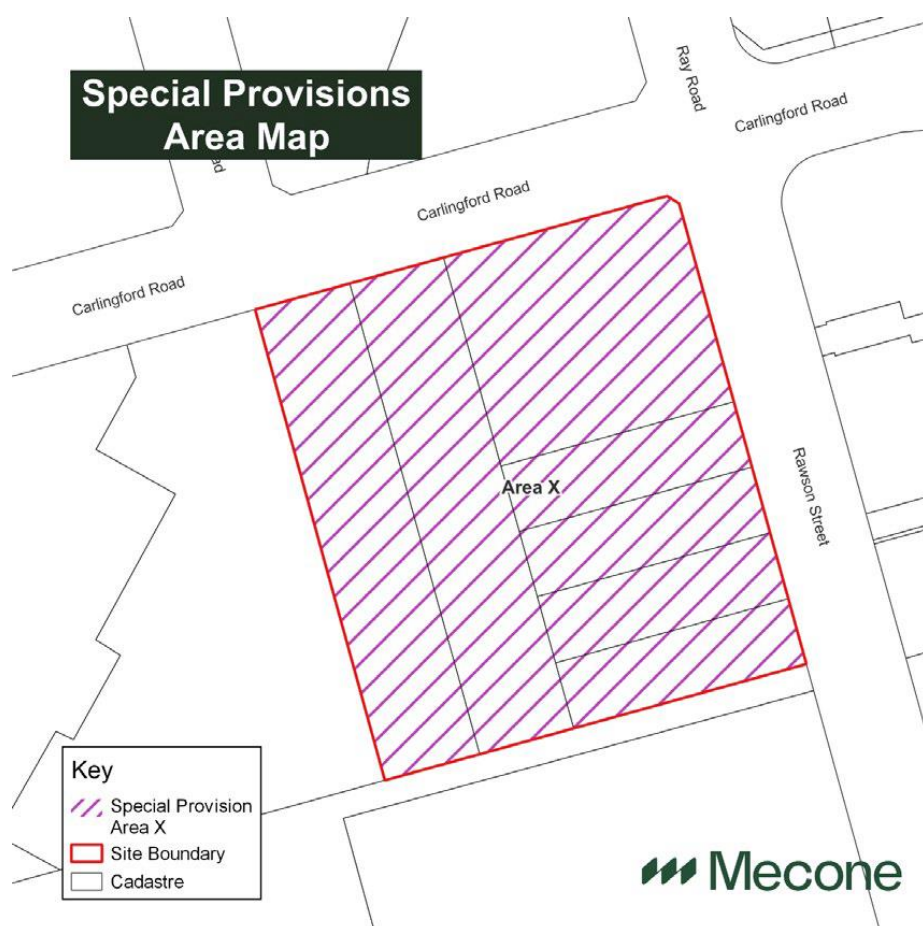 Special Provisions
Area Map
Ray Road
Carlingford Road
Carlingford Road
Carlingford Road
Area X
Rawson Street
Key
Special Provision
Area X
Site Boundary
Cadastre
Mecone